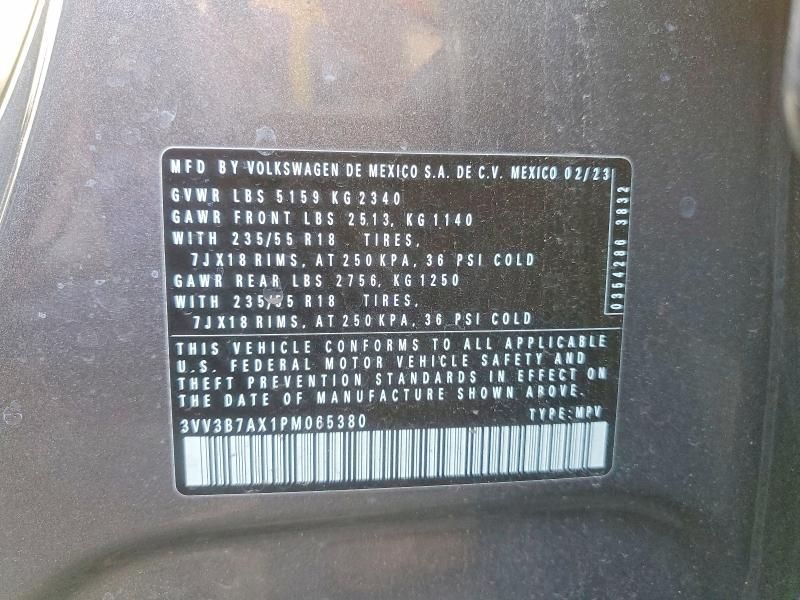 MFD BY VOLKSWAGEN DE MEXICO S.A. DE C.V. MEXICO 02/23
GVWR LBS 5159 KG 2340
GAWR FRONT LBS 2513, KG 1140
WITH 235/55 R18 TIRES,
7JX18 RIMS, AT 250 KPA, 36 PSI COLD
GAWR REAR LBS 2756, KG 1250
WITH 235/55 R18 TIRES,
7JX18 RIMS, AT 250 KPA, 36 PSI COLD
0354286 3832
THIS VEHICLE CONFORMS TO ALL APPLICABLE
U.S. FEDERAL MOTOR VEHICLE SAFETY AND
THEFT PREVENTION STANDARDS IN EFFECT ON
THE DATE OF MANUFACTURE SHOWN ABOVE.
3VV3B7AX1PM065380 TYPE:MPV